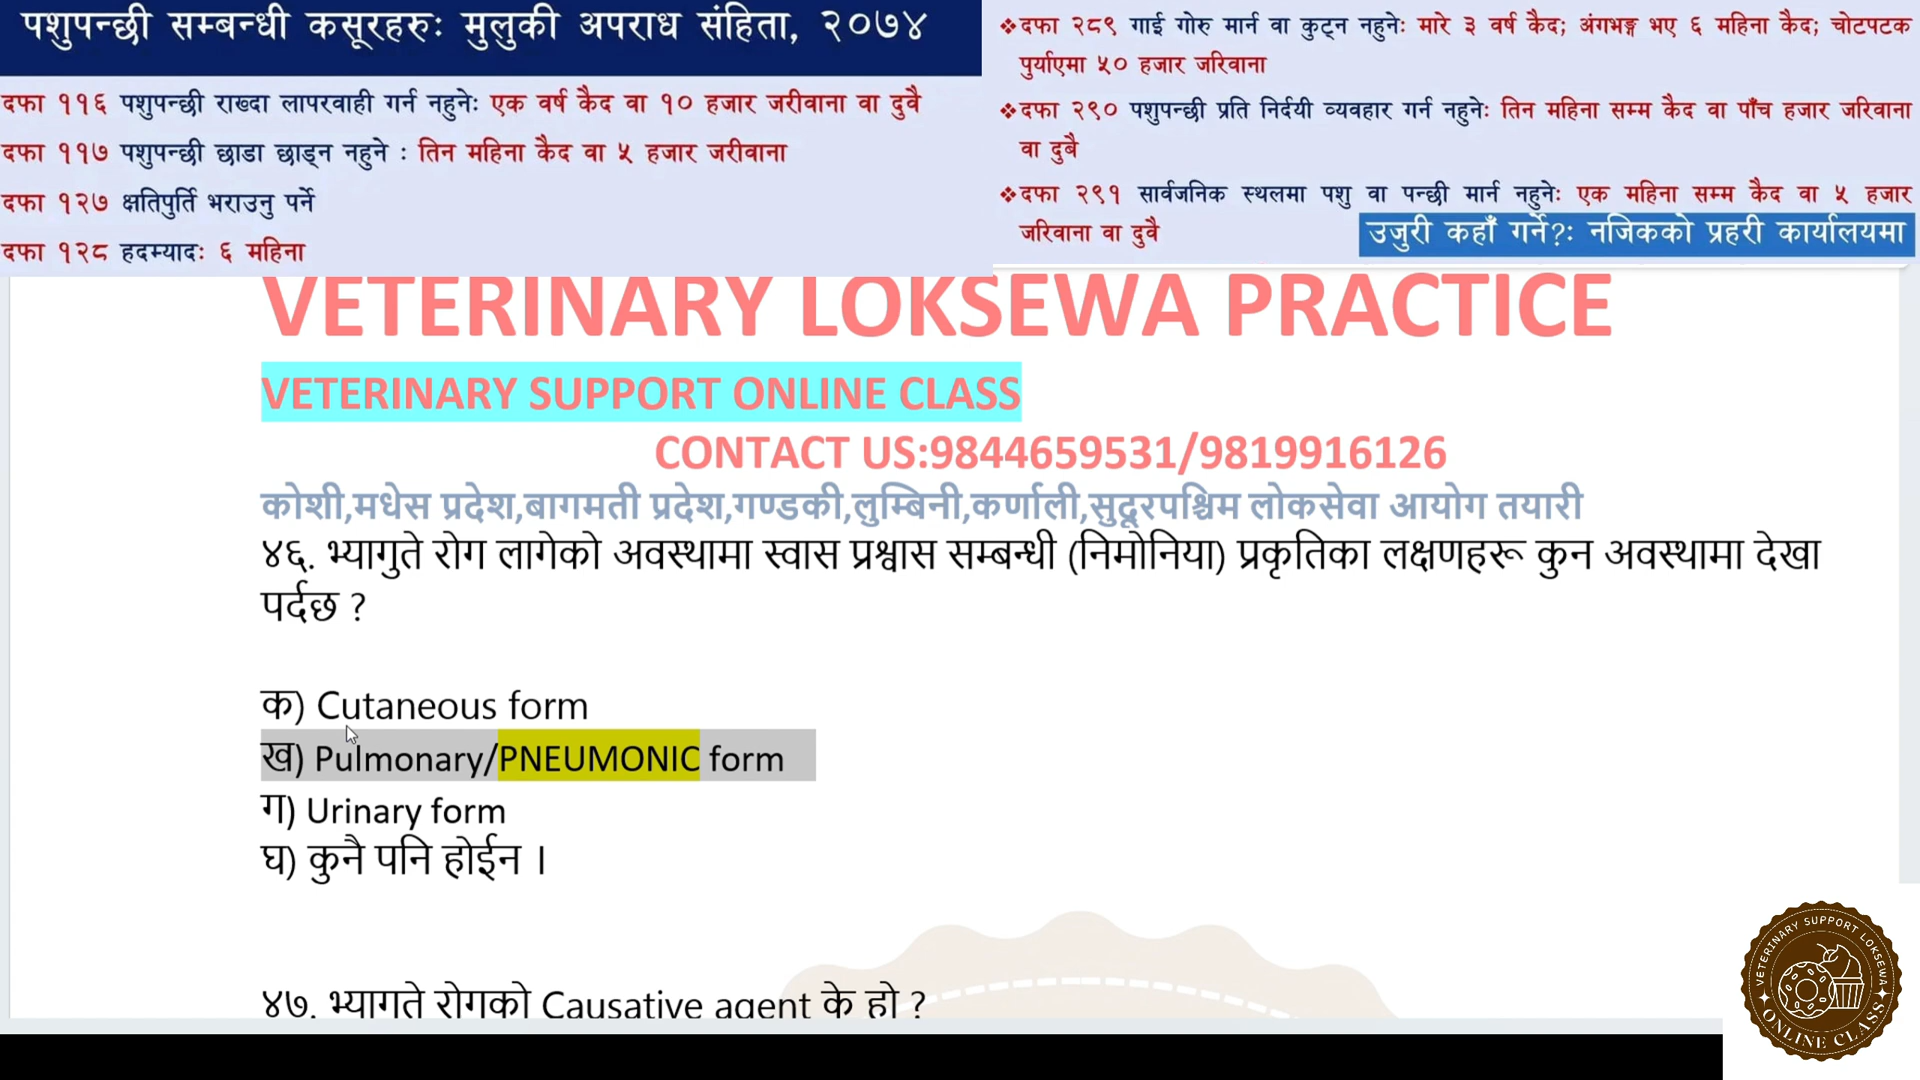 पशुपन्छी सम्बन्धी कसूरहरुः मुलुकी अपराध संहिता, २०७४
दफा ११६ पशुपन्छी राख्दा लापरवाही गर्न नहुनेः एक वर्ष कैद वा १० हजार जरीवाना वा दुवै
दफा ११७ पशुपन्छी छाडा छाड्न नहुने : तिन महिना कैद वा ५ हजार जरीवाना
दफा १२७ क्षतिपुर्ति भराउनु पर्ने
दफा १२८ हदम्यादः ६ महिना
❖दफा २८९ गाई गोरु मार्न वा कुट्न नहुनेः मारे ३ वर्ष कैद; अंगभङ्ग भए ६ महिना कैद; चोटपटक
पुर्याएमा ५० हजार जरिवाना
❖दफा २९० पशुपन्छी प्रति निर्दयी व्यवहार गर्न नहुनेः तिन महिना सम्म कैद वा पाँच हजार जरिवाना
वा दुबै
❖दफा २९१ सार्वजनिक स्थलमा पशु वा पन्छी मार्न नहुनेः एक महिना सम्म कैद वा ५ हजार
जरिवाना वा दुवै
उजुरी कहाँ गर्ने?ः नजिकको प्रहरी कार्यालयमा
VETERINARY LOKSEWA PRACTICE
VETERINARY SUPPORT ONLINE CLASS
CONTACT US:9844659531/9819916126
कोशी,मधेस प्रदेश,बागमती प्रदेश,गण्डकी,लुम्बिनी,कर्णाली,सुदूरपश्चिम लोकसेवा आयोग तयारी
४६. भ्यागुते रोग लागेको अवस्थामा स्वास प्रश्वास सम्बन्धी (निमोनिया) प्रकृतिका लक्षणहरू कुन अवस्थामा देखा
पर्दछ ?
क) Cutaneous form
ख) Pulmonary/PNEUMONIC form
ग) Urinary form
घ) कुनै पनि होईन ।
४७. भ्यागते रोगको Causative agent के हो ?
VETERINARY SUPPORT LOKSEWA
ONLINE CLASS